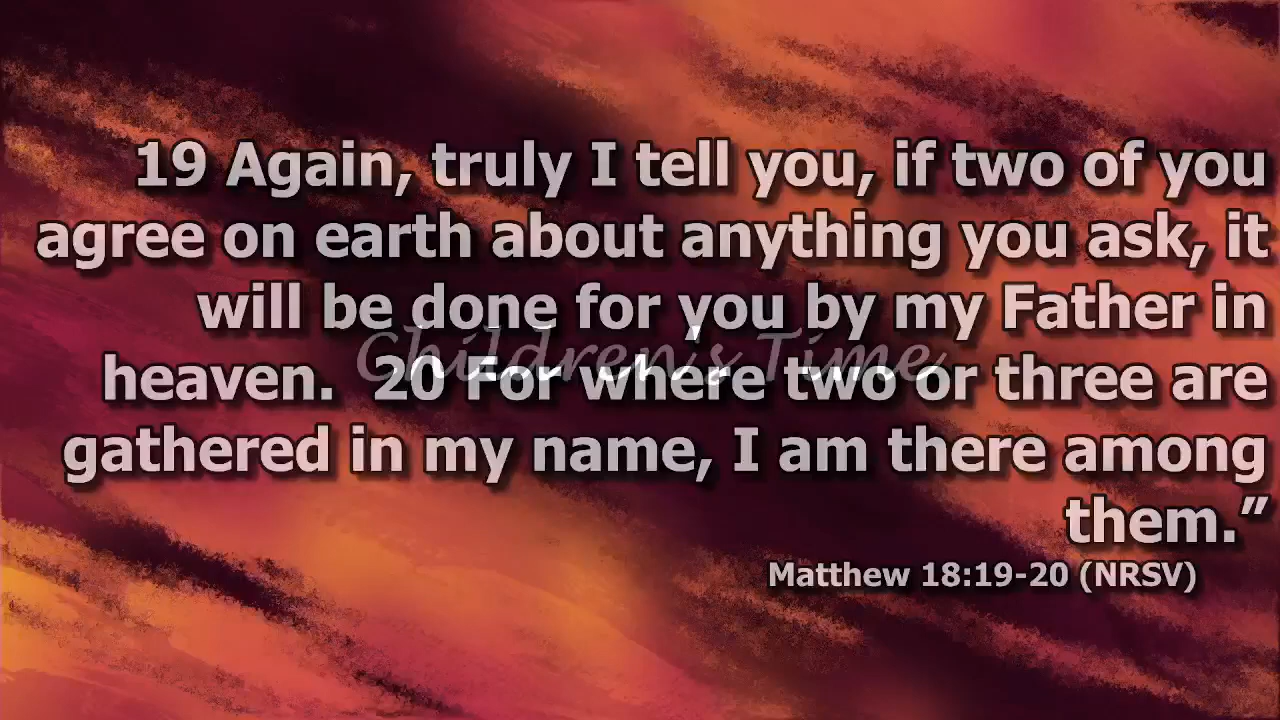 19 Again, truly I tell you, if two of you
agree on earth about anything you ask, it
will be done for you by my Father in
Children's Time
heaven.  20 For where two or three are
gathered in my name, I am there among
them.”
Matthew 18:19-20 (NRSV)